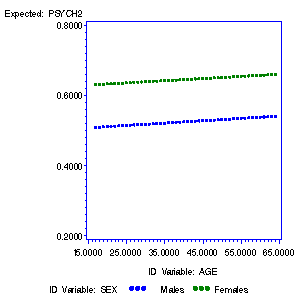 Expected: PSYCH2
0.8000
0.6000
0.4000
0.2000
15.0000 25.0000 35.0000 45.0000 55.0000 65.0000
ID Variable: AGE
ID Variable: SEX Males Females